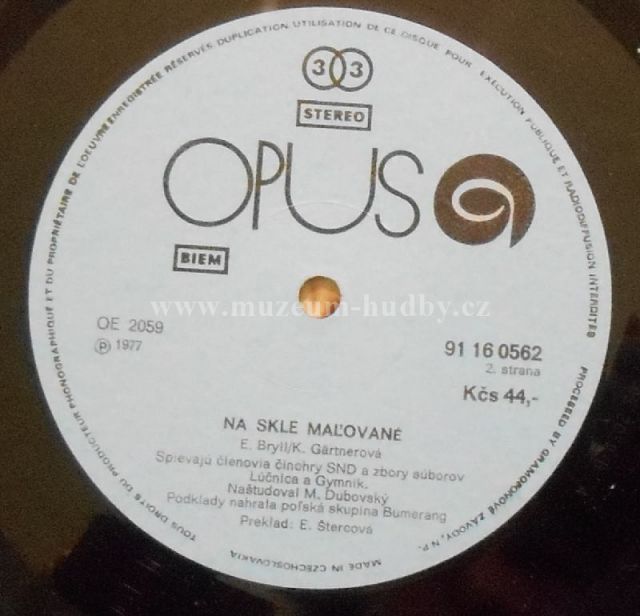 TOUS DROITS DU PRODUCTEUR PHONOGRAPHIQUE ET DU PROPRIÉTAIRE DE L'OEUVRE ENREGISTRÉE RÉSERVÉS DUPLICATION, UTILISATION DE CE DISQUE POUR EXÉCUTION PUBLIQUE ET RADIODIFFUSION INTERDITES
33
STEREO
OPUS
BIEM
www.muzeum-hudby.cz
OE 2059
Ⓟ 1977
91 16 0562
2. strana
Kčs 44,-
NA SKLE MAĽOVANÉ
E. Bryll/K. Gärtnerová
Spievajú členovia činohry SND a zbory súborov
Lúčnica a Gymnik.
Naštudoval M. Dubovský
Podklady nahrala poľská skupina Bumerang
Preklad: E. Štercová
PROCESSED BY GRAMOFONOVÉ ZÁVODY, N. P.
MADE IN CZECHOSLOVAKIA